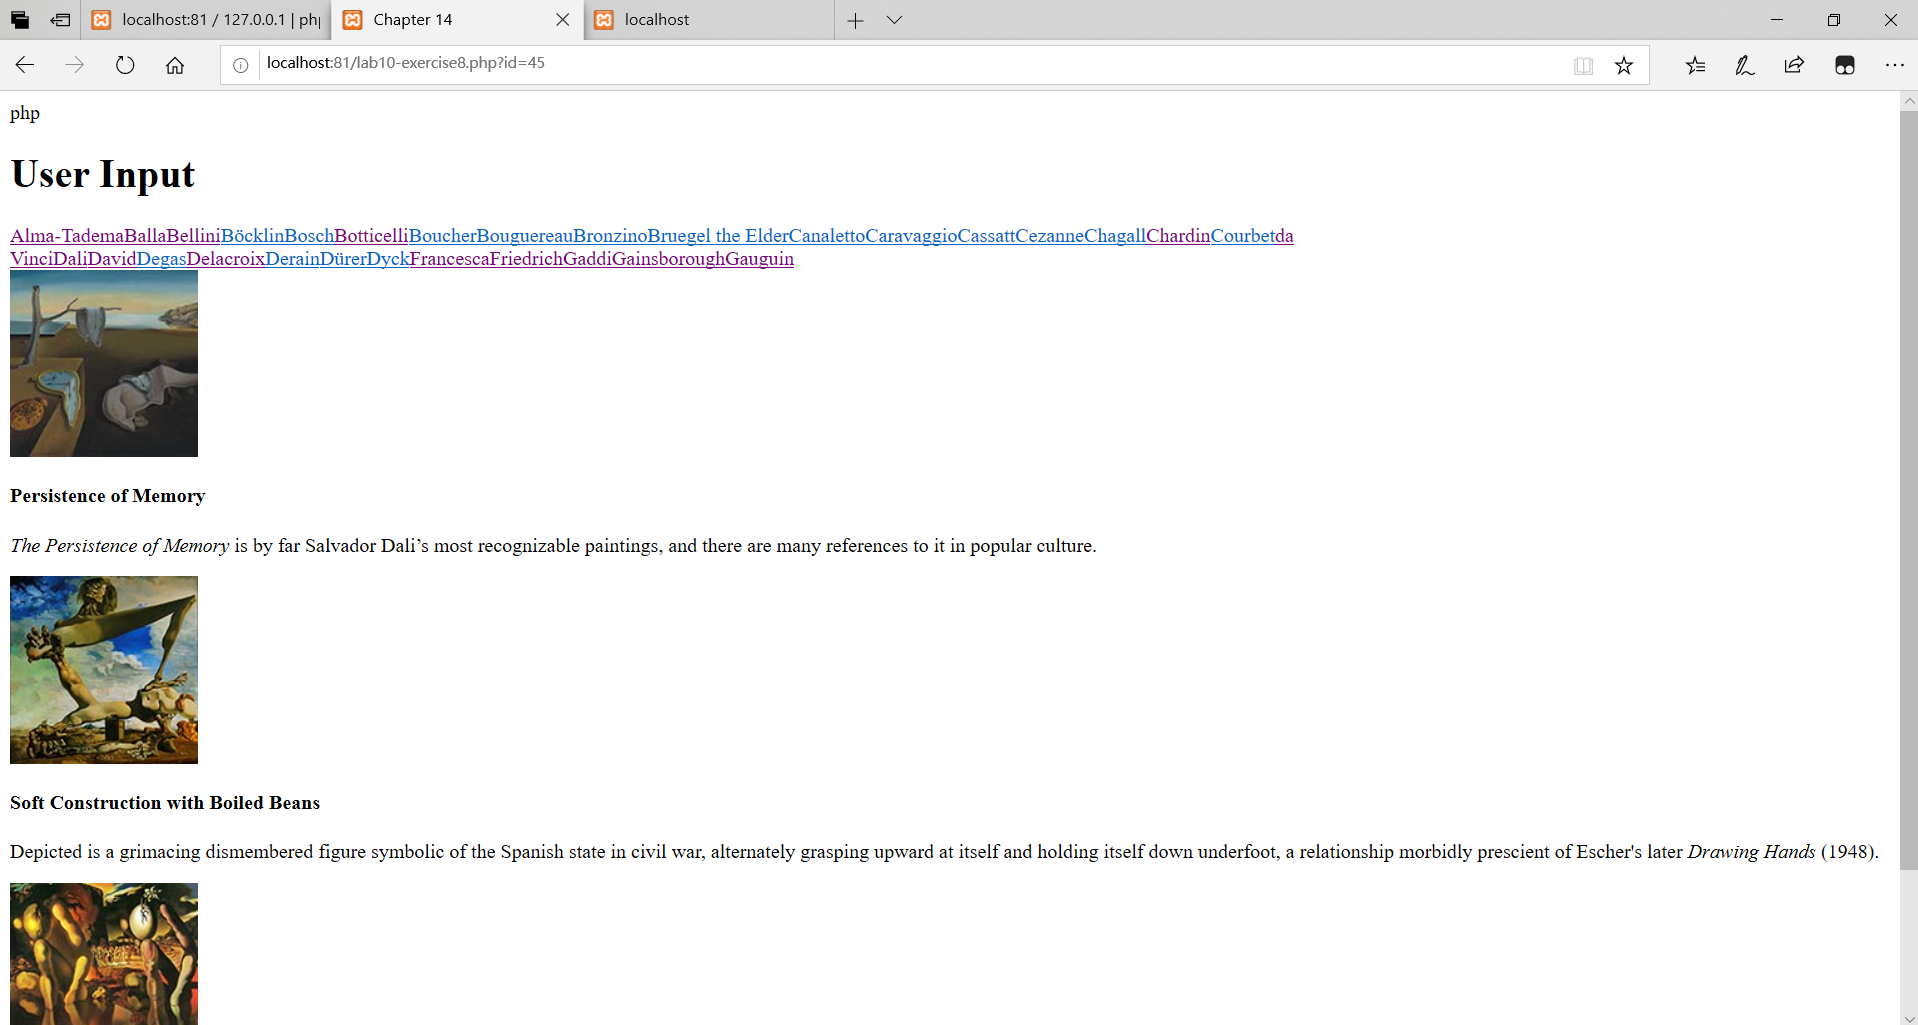 localhost:81 / 127.0.0.1 | ph
Chapter 14
localhost
localhost:81/lab10-exercise8.php?id=45
php
User Input
Alma-TademaBallaBelliniBöcklinBoschBotticelliBoucherBouguereauBronzinoBruegel the ElderCanalettoCaravaggioCassattCezanneChagallChardinCourbetda
VinciDaliDavidDegasDelacroixDerainDürerDyckFrancescaFriedrichGaddiGainsboroughGauguin
Persistence of Memory
The Persistence of Memory is by far Salvador Dali’s most recognizable paintings, and there are many references to it in popular culture.
Soft Construction with Boiled Beans
Depicted is a grimacing dismembered figure symbolic of the Spanish state in civil war, alternately grasping upward at itself and holding itself down underfoot, a relationship morbidly prescient of Escher's later Drawing Hands (1948).